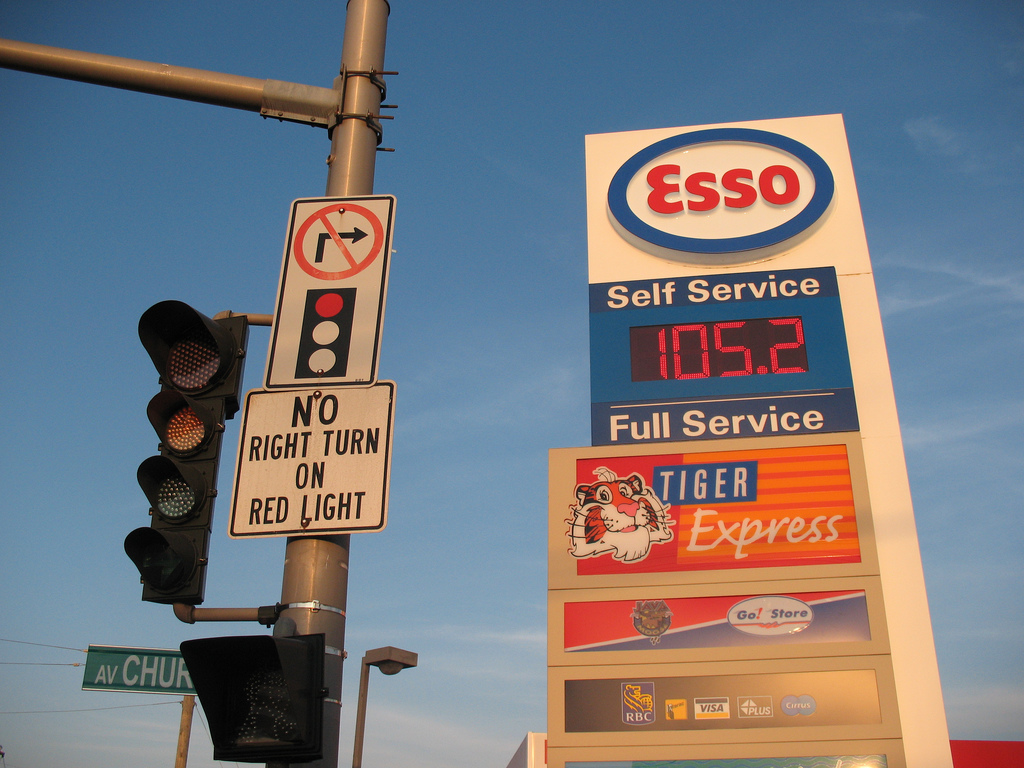 NO
RIGHT TURN
ON
RED LIGHT
AV CHUR
Esso
Self Service
105.2
Full Service
TIGER
Express
Go! Store
RBC
VISA
PLUS
Cirrus